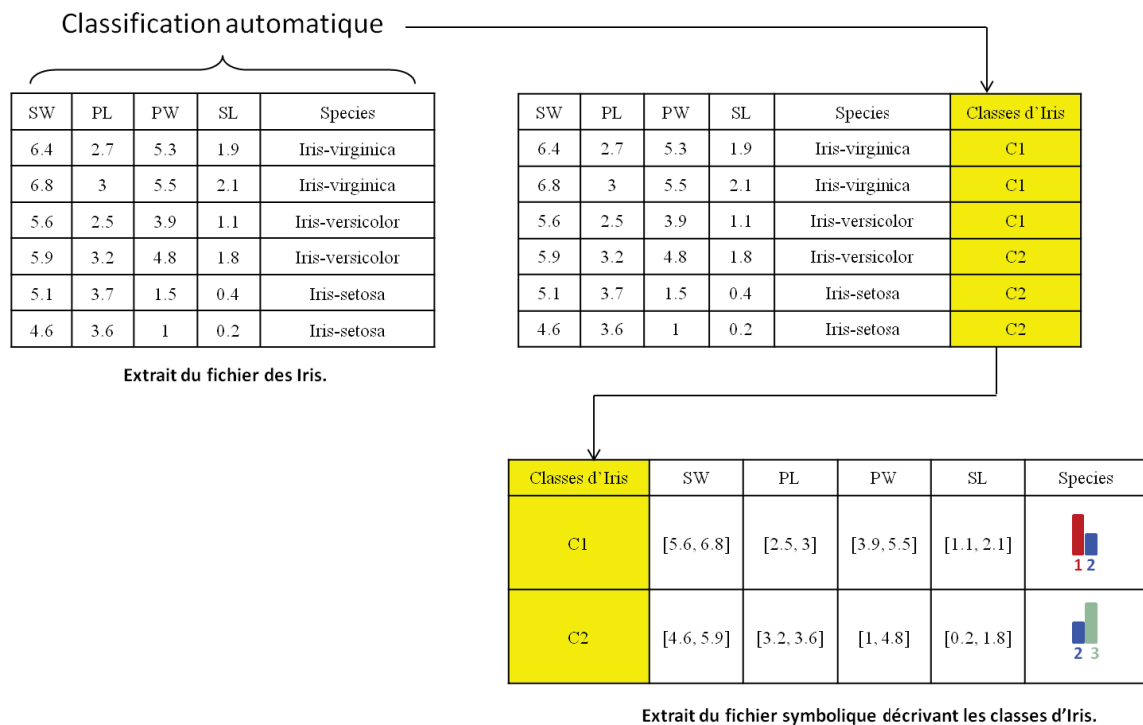 Classification automatique
SW PL PW SL Species
6.4 2.7 5.3 1.9 Iris-virginica
6.8 3 5.5 2.1 Iris-virginica
5.6 2.5 3.9 1.1 Iris-versicolor
5.9 3.2 4.8 1.8 Iris-versicolor
5.1 3.7 1.5 0.4 Iris-setosa
4.6 3.6 1 0.2 Iris-setosa
Extrait du fichier des Iris.
SW PL PW SL Species Classes d’Iris
6.4 2.7 5.3 1.9 Iris-virginica C1
6.8 3 5.5 2.1 Iris-virginica C1
5.6 2.5 3.9 1.1 Iris-versicolor C1
5.9 3.2 4.8 1.8 Iris-versicolor C2
5.1 3.7 1.5 0.4 Iris-setosa C2
4.6 3.6 1 0.2 Iris-setosa C2
Classes d’Iris SW PL PW SL Species
C1 [5.6, 6.8] [2.5, 3] [3.9, 5.5] [1.1, 2.1]
1 2
C2 [4.6, 5.9] [3.2, 3.6] [1, 4.8] [0.2, 1.8]
2 3
Extrait du fichier symbolique décrivant les classes d’Iris.